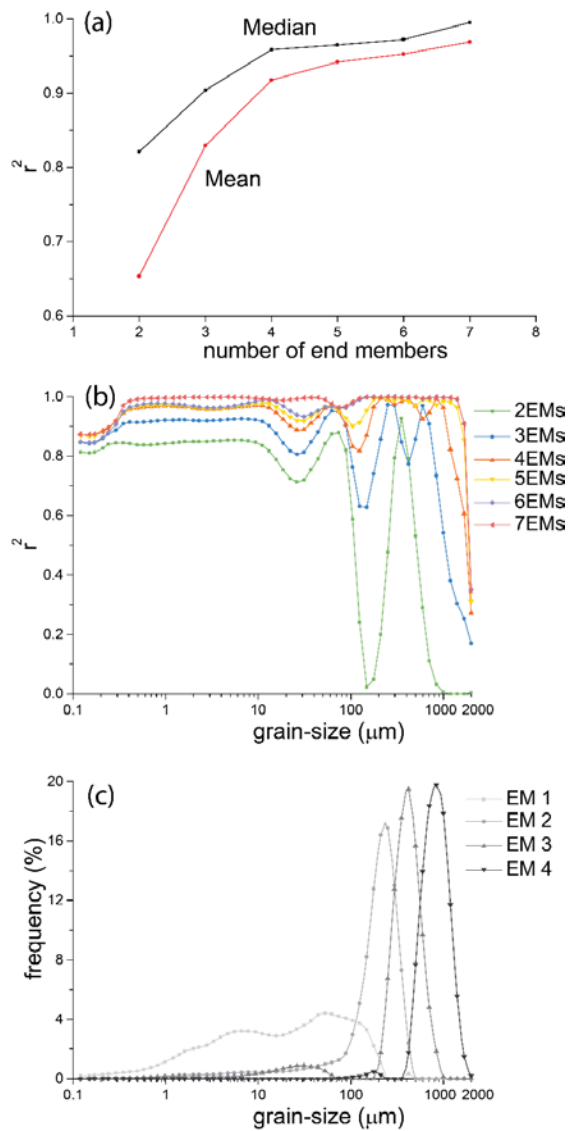 (a)
Median
Mean
r²
1.0
0.9
0.8
0.7
0.6
1 2 3 4 5 6 7 8
number of end members
(b)
r²
1.0
0.8
0.6
0.4
0.2
0.0
0.1 1 10 100 1000 2000
grain-size (μm)
2EMs
3EMs
4EMs
5EMs
6EMs
7EMs
(c)
frequency (%)
20
16
12
8
4
0
0.1 1 10 100 1000 2000
grain-size (μm)
EM 1
EM 2
EM 3
EM 4